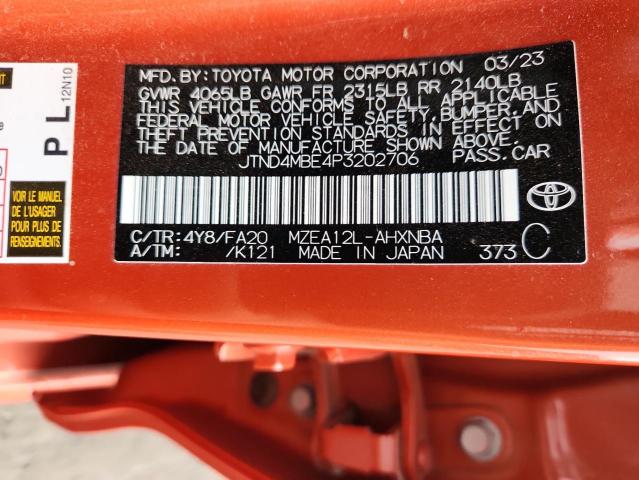 MFD. BY: TOYOTA MOTOR CORPORATION 03/23
GVWR 4065LB GAWR FR 2315LB RR 2140LB
THIS VEHICLE CONFORMS TO ALL APPLICABLE
FEDERAL MOTOR VEHICLE SAFETY, BUMPER, AND
THEFT PREVENTION STANDARDS IN EFFECT ON
THE DATE OF MANUFACTURE SHOWN ABOVE.
JTND4MBE4P3202706 PASS. CAR
C/TR: 4Y8/FA20 MZEA12L-AHXNBA
A/TM: /K121 MADE IN JAPAN 373 C
TOYOTA
P L
12N10
VOIR LE MANUEL
DE L'USAGER
POUR PLUS DE
RENSEIGNEMENTS.